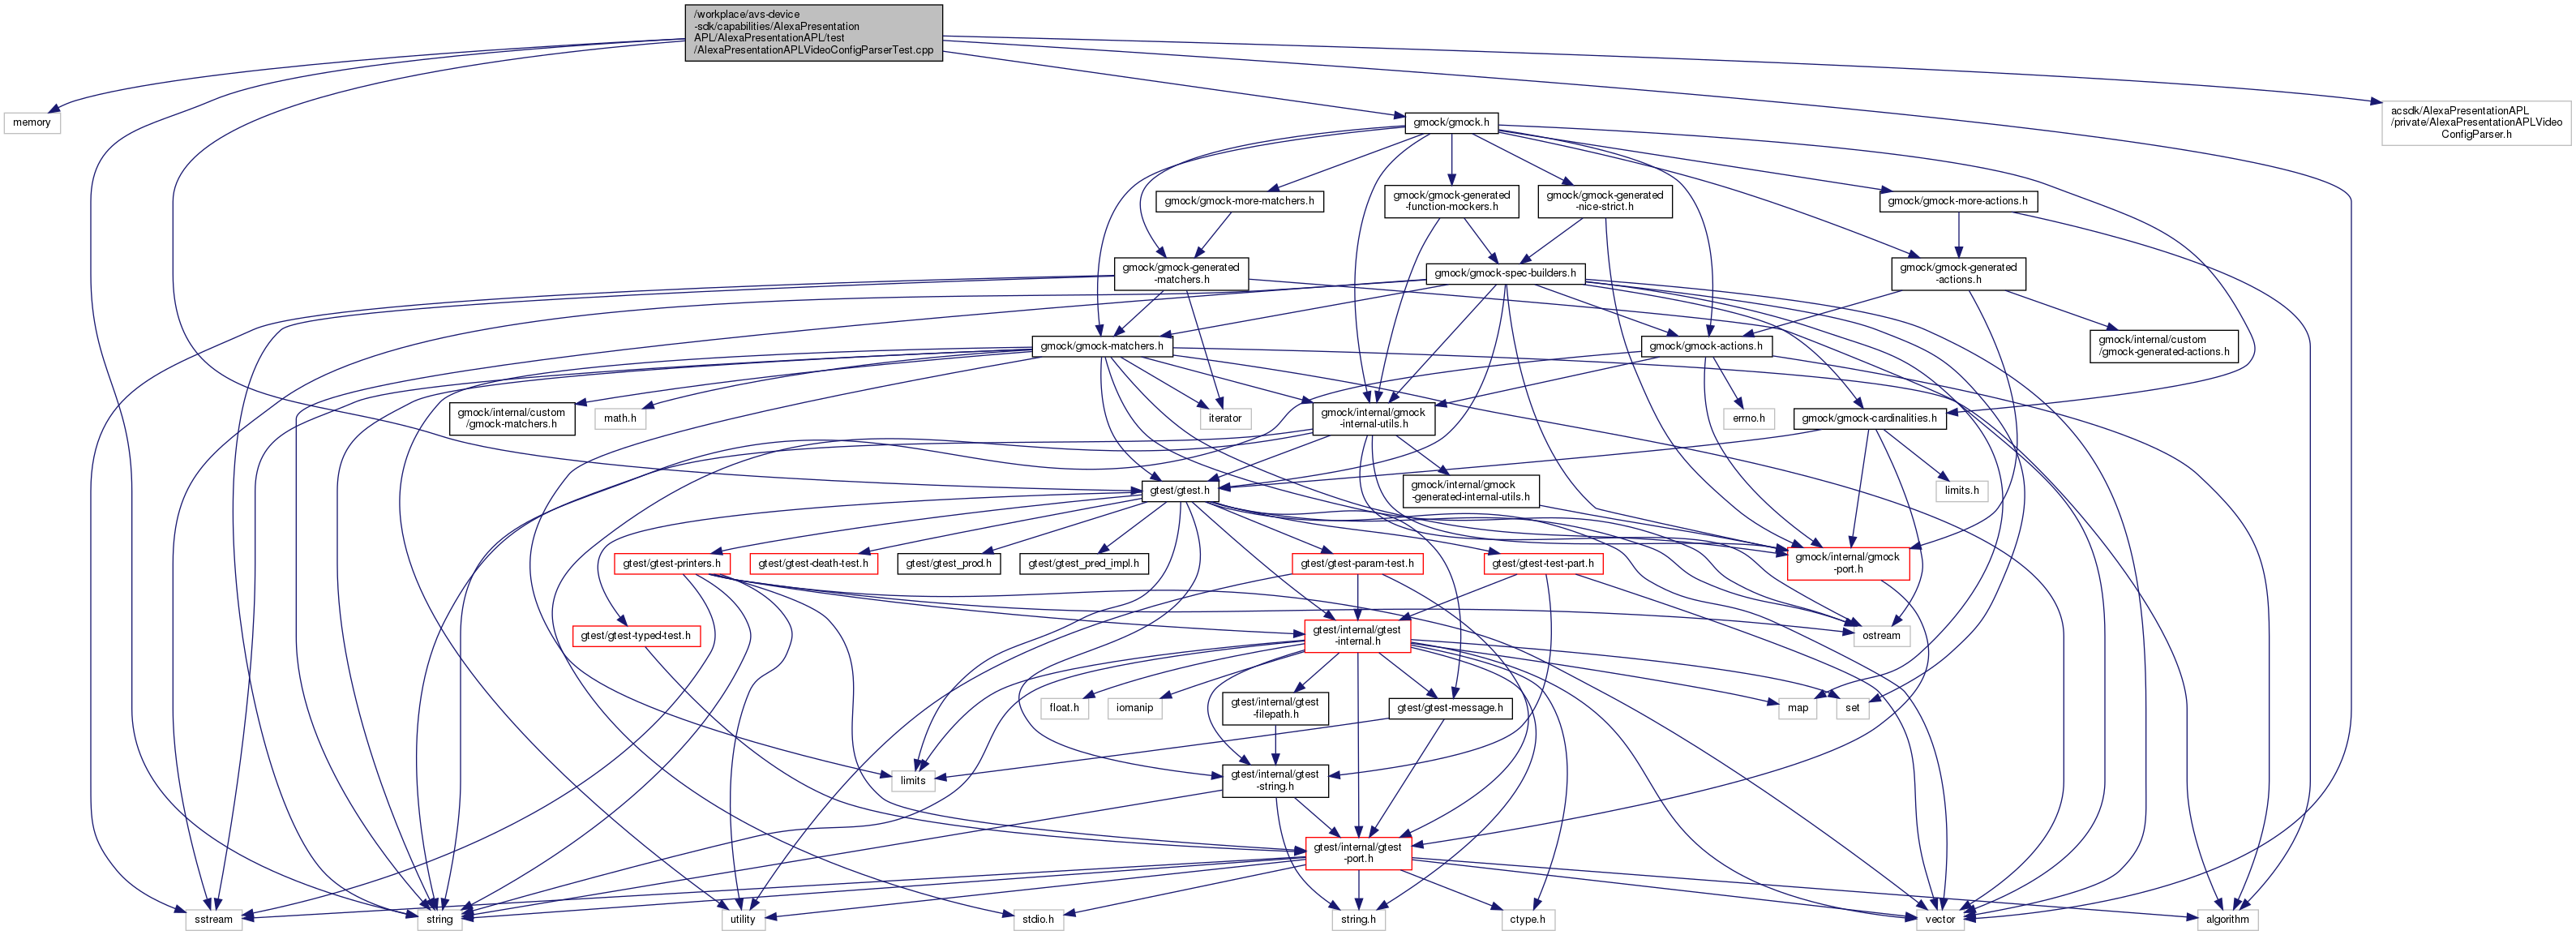 /workplace/avs-device
-sdk/capabilities/AlexaPresentation
APL/AlexaPresentationAPL/test
/AlexaPresentationAPLVideoConfigParserTest.cpp
memory
gmock/gmock.h
acsdk/AlexaPresentationAPL
/private/AlexaPresentationAPLVideo
ConfigParser.h
gmock/gmock-more-matchers.h
gmock/gmock-generated
-function-mockers.h
gmock/gmock-generated
-nice-strict.h
gmock/gmock-more-actions.h
gmock/gmock-generated
-matchers.h
gmock/gmock-spec-builders.h
gmock/gmock-generated
-actions.h
gmock/gmock-matchers.h
gmock/gmock-actions.h
gmock/internal/custom
/gmock-generated-actions.h
gmock/internal/custom
/gmock-matchers.h
math.h
iterator
gmock/internal/gmock
-internal-utils.h
errno.h
gmock/gmock-cardinalities.h
gtest/gtest.h
gmock/internal/gmock
-generated-internal-utils.h
limits.h
gtest/gtest-printers.h
gtest/gtest-death-test.h
gtest/gtest_prod.h
gtest/gtest_pred_impl.h
gtest/gtest-param-test.h
gtest/gtest-test-part.h
gmock/internal/gmock
-port.h
gtest/gtest-typed-test.h
gtest/internal/gtest
-internal.h
ostream
float.h
iomanip
gtest/internal/gtest
-filepath.h
gtest/gtest-message.h
map
set
limits
gtest/internal/gtest
-string.h
gtest/internal/gtest
-port.h
sstream
string
utility
stdio.h
string.h
ctype.h
vector
algorithm